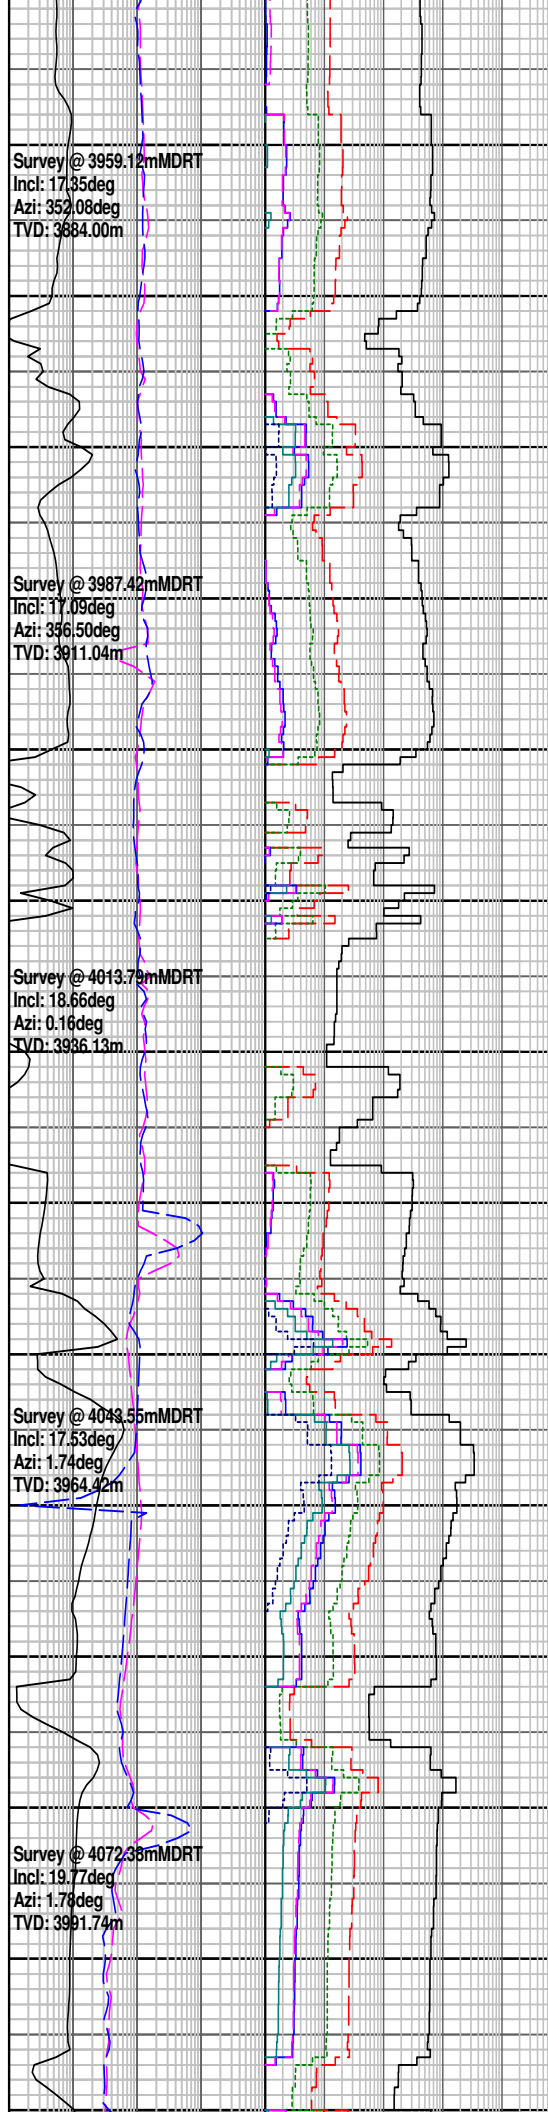 Survey @ 3959.12mMDRT
Incl: 17.35deg
Azi: 352.08deg
TVD: 3884.00m
Survey @ 3987.42mMDRT
Incl: 17.09deg
Azi: 356.50deg
TVD: 3911.04m
Survey @ 4013.79mMDRT
Incl: 18.66deg
Azi: 0.16deg
TVD: 3936.13m
Survey @ 4043.55mMDRT
Incl: 17.53deg
Azi: 1.74deg
TVD: 3964.42m
Survey @ 4072.38mMDRT
Incl: 19.77deg
Azi: 1.78deg
TVD: 3991.74m